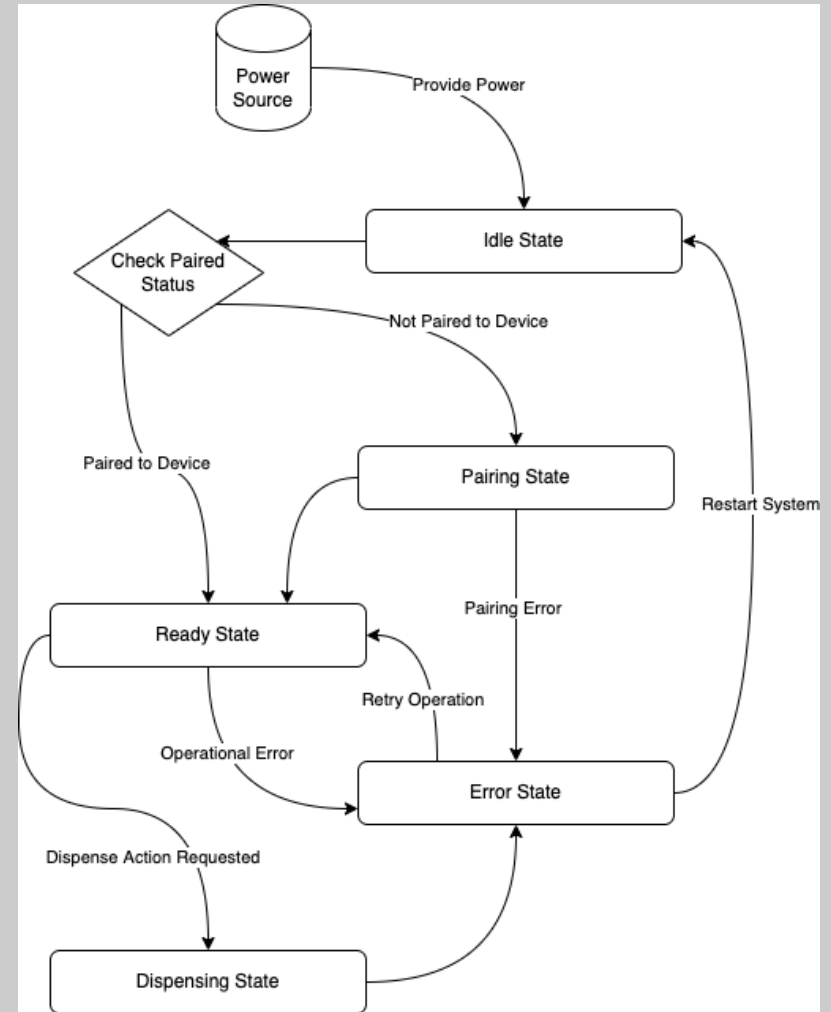 Power
Source
Provide Power
Idle State
Check Paired
Status
Not Paired to Device
Paired to Device
Pairing State
Restart System
Pairing Error
Ready State
Retry Operation
Operational Error
Error State
Dispense Action Requested
Dispensing State